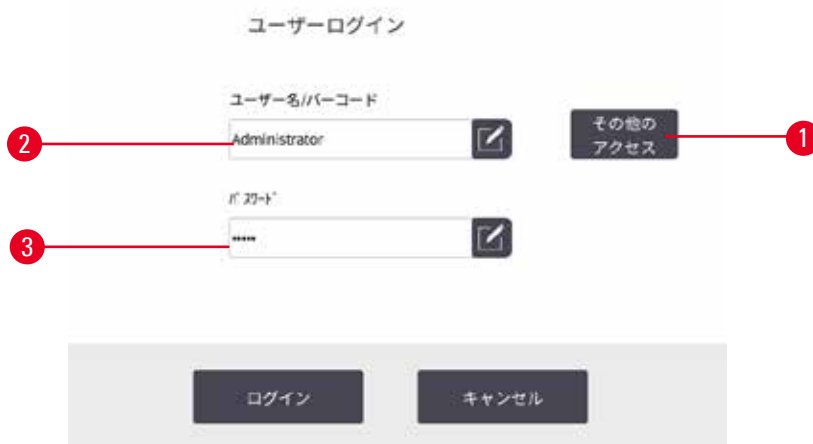 ユーザーログイン
ユーザー名/バーコード
Administrator
その他の
アクセス
1
2
ﾊﾟｽﾜｰﾄﾞ
•••••
3
ログイン
キャンセル